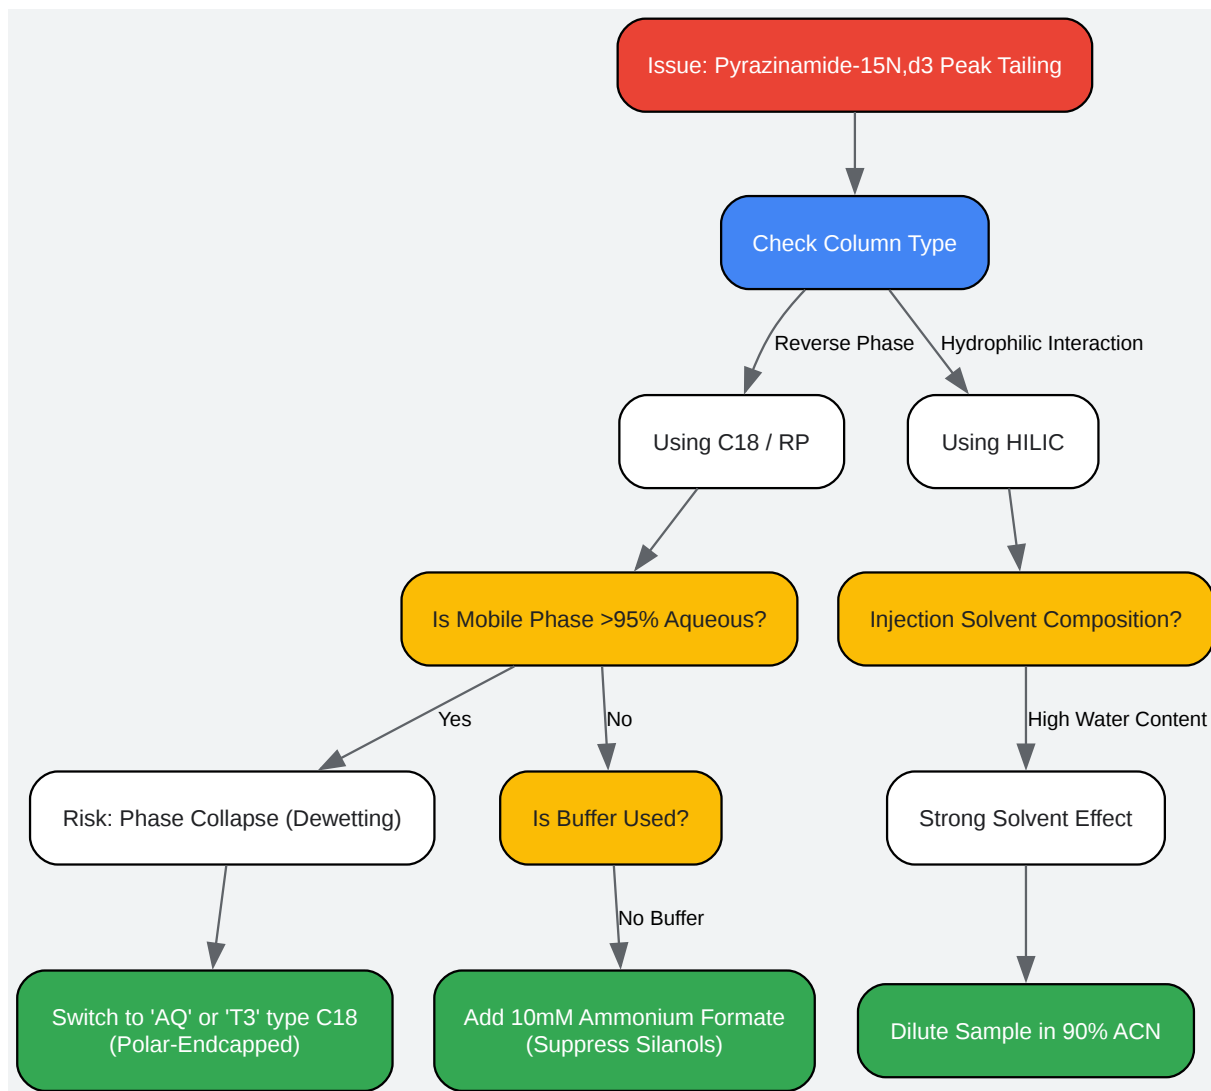 Issue: Pyrazinamide-15N,d3 Peak Tailing
Check Column Type
Reverse Phase
Hydrophilic Interaction
Using C18 / RP
Using HILIC
Is Mobile Phase >95% Aqueous?
Injection Solvent Composition?
Yes
No
High Water Content
Risk: Phase Collapse (Dewetting)
Is Buffer Used?
Strong Solvent Effect
No Buffer
Switch to 'AQ' or 'T3' type C18
(Polar-Endcapped)
Add 10mM Ammonium Formate
(Suppress Silanols)
Dilute Sample in 90% ACN